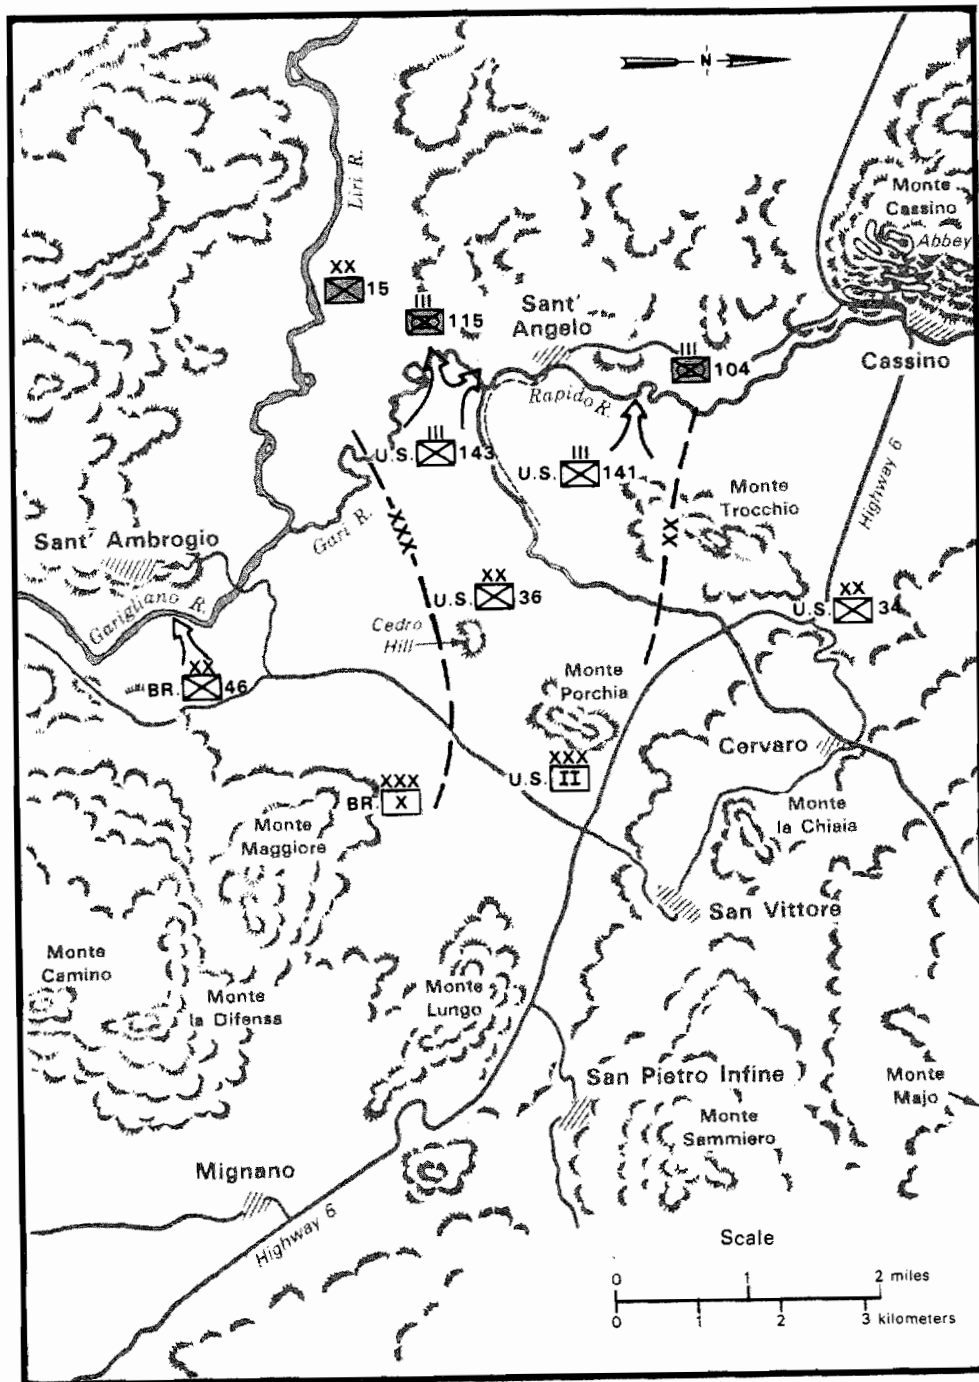 N
Liri R.
Monte
Cassino
Abbey
XX
15
III
115
Sant'
Angelo
III
104
Cassino
Rapido R.
III
U.S. 143
III
U.S. 141
Highway 6
Monte
Trocchio
XXX
XX
Gari R.
Sant' Ambrogio
XX
U.S. 36
XX
U.S. 34
Garigliano R.
Cedro
Hill
XX
BR. 46
Monte
Porchia
Cervaro
XXX
U.S. II
XXX
BR. X
Monte
la Chiaia
Monte
Maggiore
San Vittore
Monte
Camino
Monte
la Difensa
Monte
Lungo
San Pietro Infine
Monte
Majo
Monte
Sammiero
Mignano
Highway 6
Scale
0 1 2 miles
0 1 2 3 kilometers